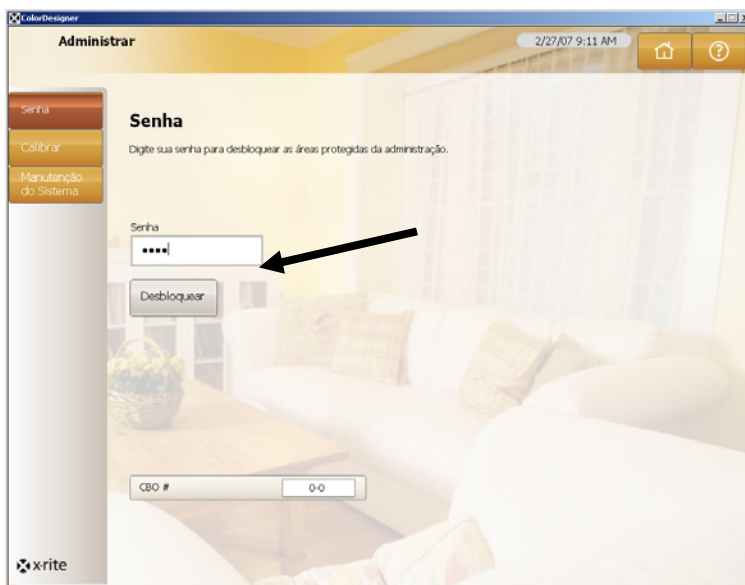 ColorDesigner
Administrar
2/27/07 9:11 AM
Senha
Calibrar
Manutenção
do Sistema
Senha
Digite sua senha para desbloquear as áreas protegidas da administração.
Senha
••••
Desbloquear
CBO # 0-0
x·rite